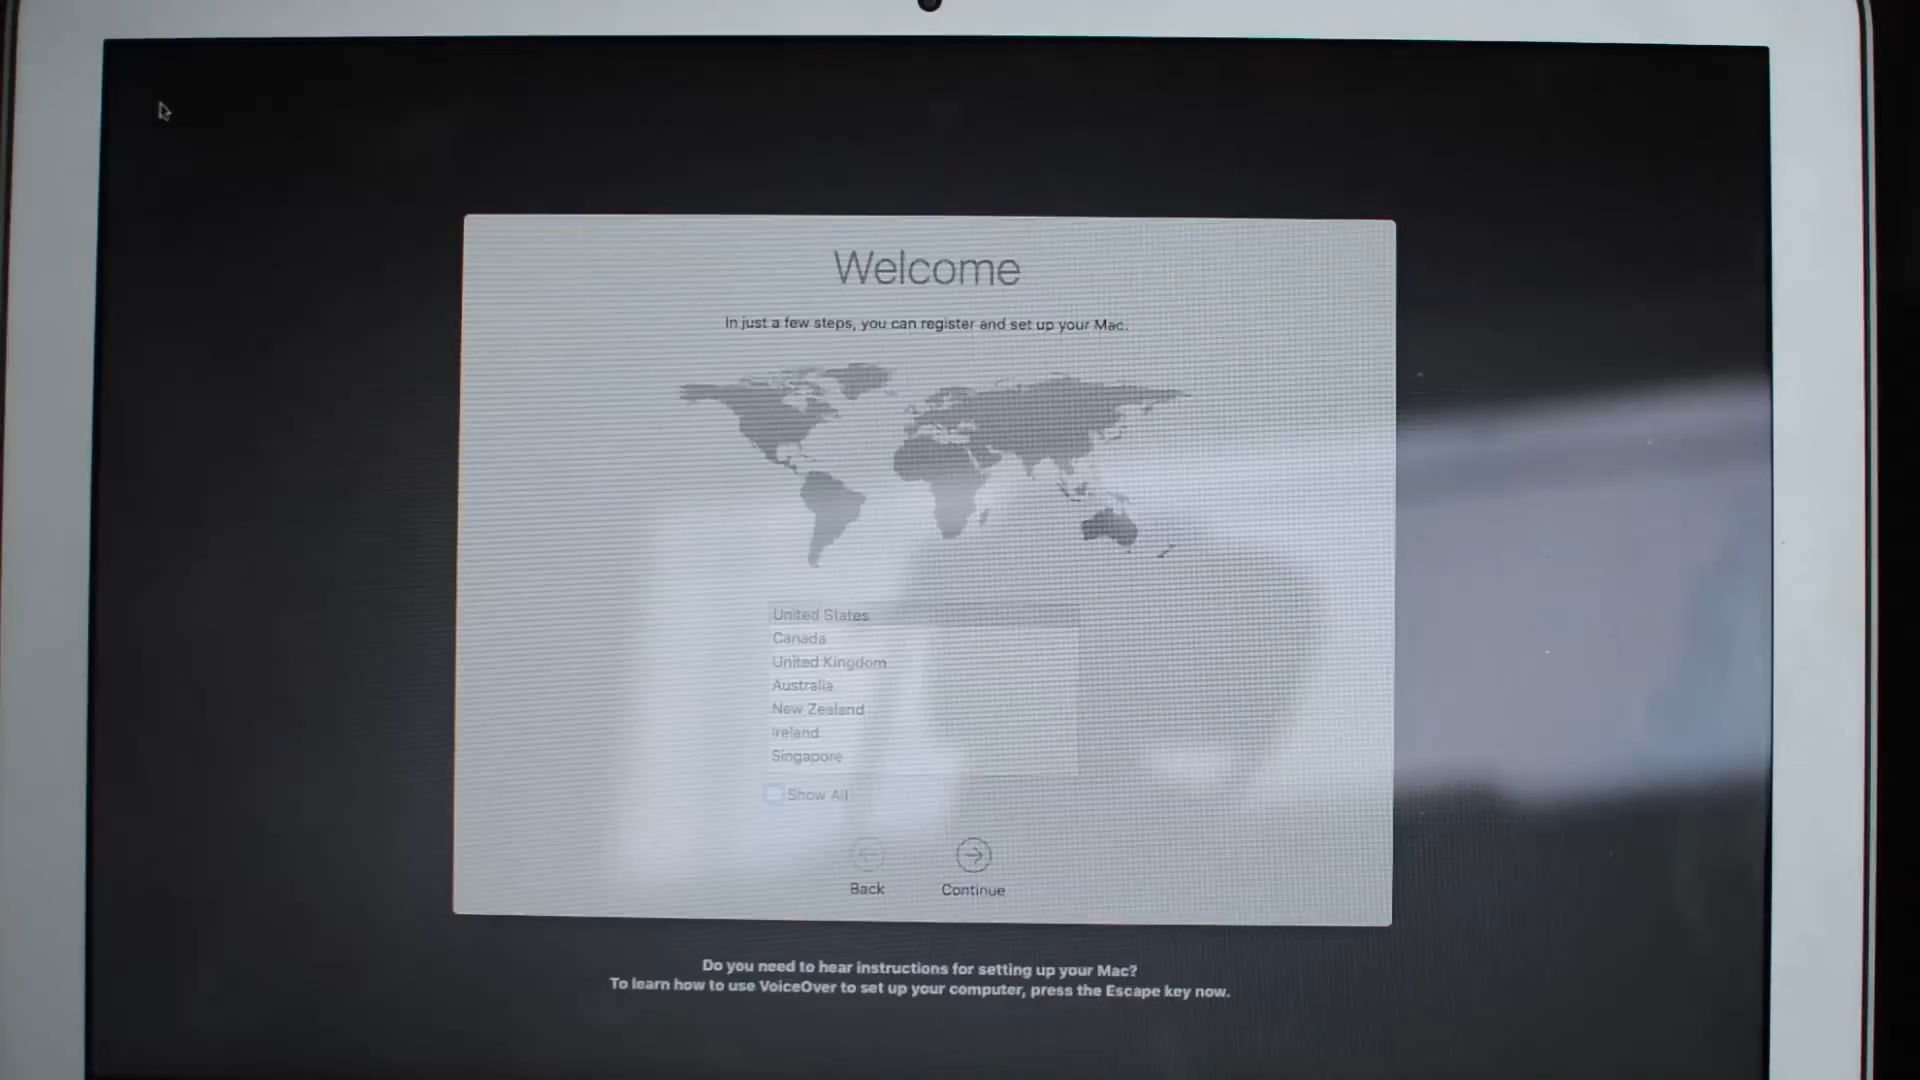 Welcome
In just a few steps, you can register and set up your Mac.
United States
Canada
United Kingdom
Australia
New Zealand
Ireland
Singapore
Show All
Back
Continue
Do you need to hear instructions for setting up your Mac?
To learn how to use VoiceOver to set up your computer, press the Escape key now.